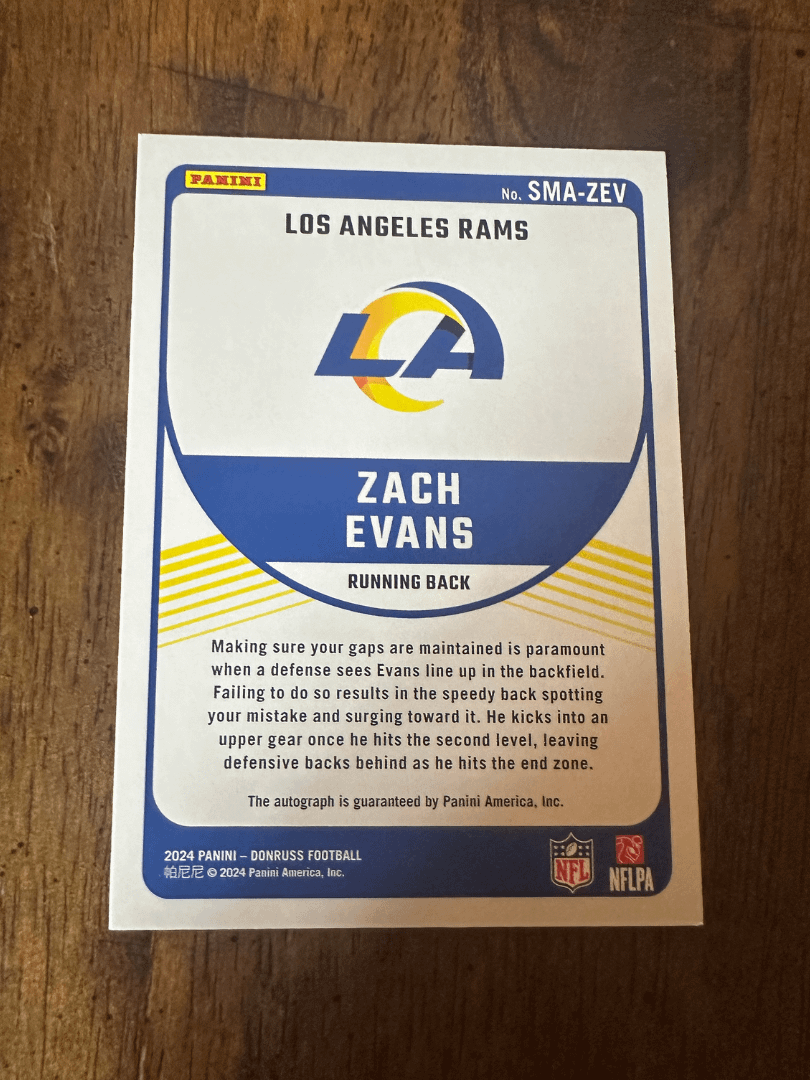 PANINI
No. SMA-ZEV
LOS ANGELES RAMS
LA
ZACH
EVANS
RUNNING BACK
Making sure your gaps are maintained is paramount
when a defense sees Evans line up in the backfield.
Failing to do so results in the speedy back spotting
your mistake and surging toward it. He kicks into an
upper gear once he hits the second level, leaving
defensive backs behind as he hits the end zone.
The autograph is guaranteed by Panini America, Inc.
2024 PANINI – DONRUSS FOOTBALL
帕尼尼 © 2024 Panini America, Inc.
NFL
NFLPA